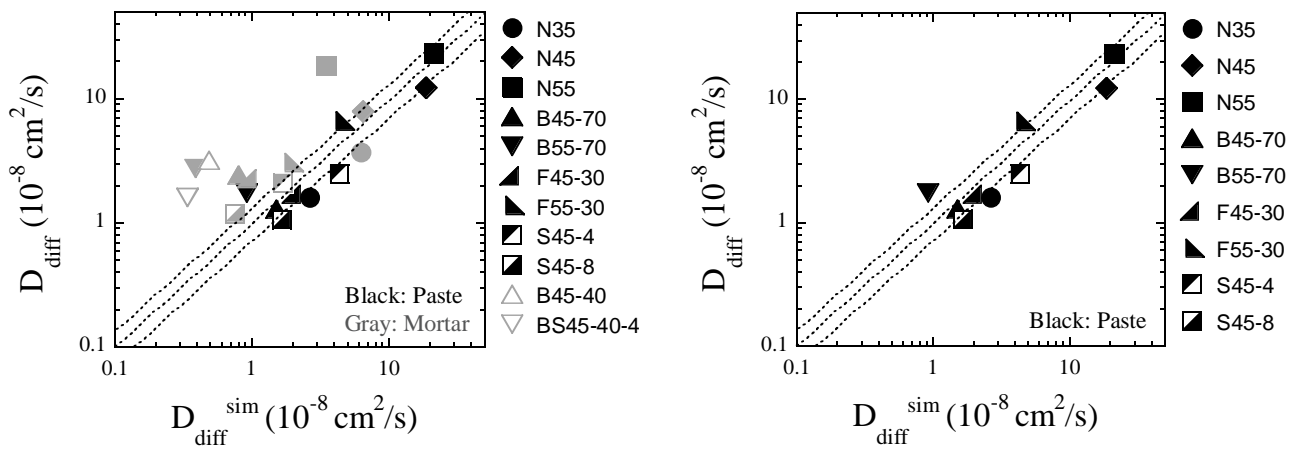 D_diff (10^-8 cm^2/s)
10
1
0.1
0.1 1 10
D_diff^sim (10^-8 cm^2/s)
Black: Paste
Gray: Mortar
N35
N45
N55
B45-70
B55-70
F45-30
F55-30
S45-4
S45-8
B45-40
BS45-40-4
D_diff (10^-8 cm^2/s)
10
1
0.1
0.1 1 10
D_diff^sim (10^-8 cm^2/s)
Black: Paste
N35
N45
N55
B45-70
B55-70
F45-30
F55-30
S45-4
S45-8